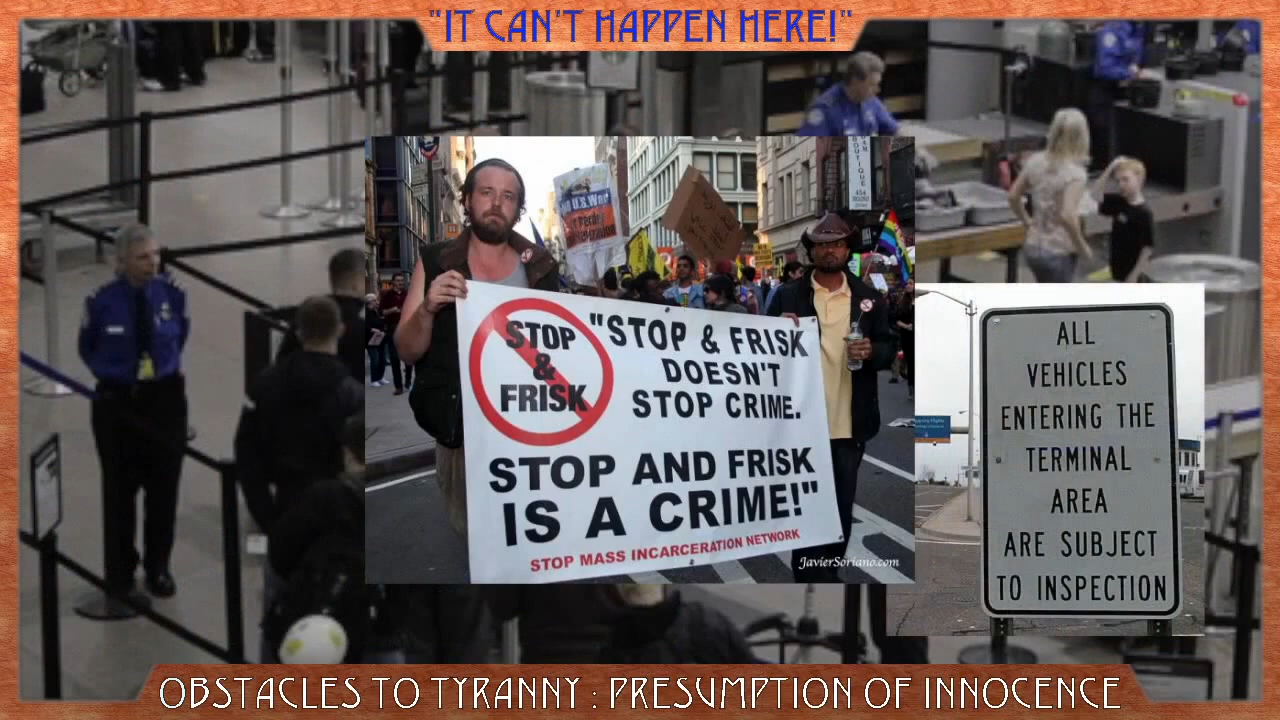 "IT CAN'T HAPPEN HERE!"
STOP
&
FRISK
"STOP & FRISK
DOESN'T
STOP CRIME.
STOP AND FRISK
IS A CRIME!"
STOP MASS INCARCERATION NETWORK
JavierSoriano.com
ALL
VEHICLES
ENTERING THE
TERMINAL
AREA
ARE SUBJECT
TO INSPECTION
OBSTACLES TO TYRANNY : PRESUMPTION OF INNOCENCE